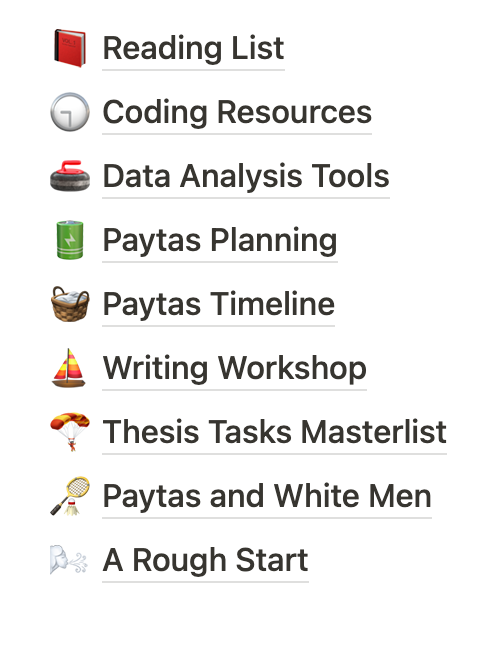 Reading List
Coding Resources
Data Analysis Tools
Paytas Planning
Paytas Timeline
Writing Workshop
Thesis Tasks Masterlist
Paytas and White Men
A Rough Start